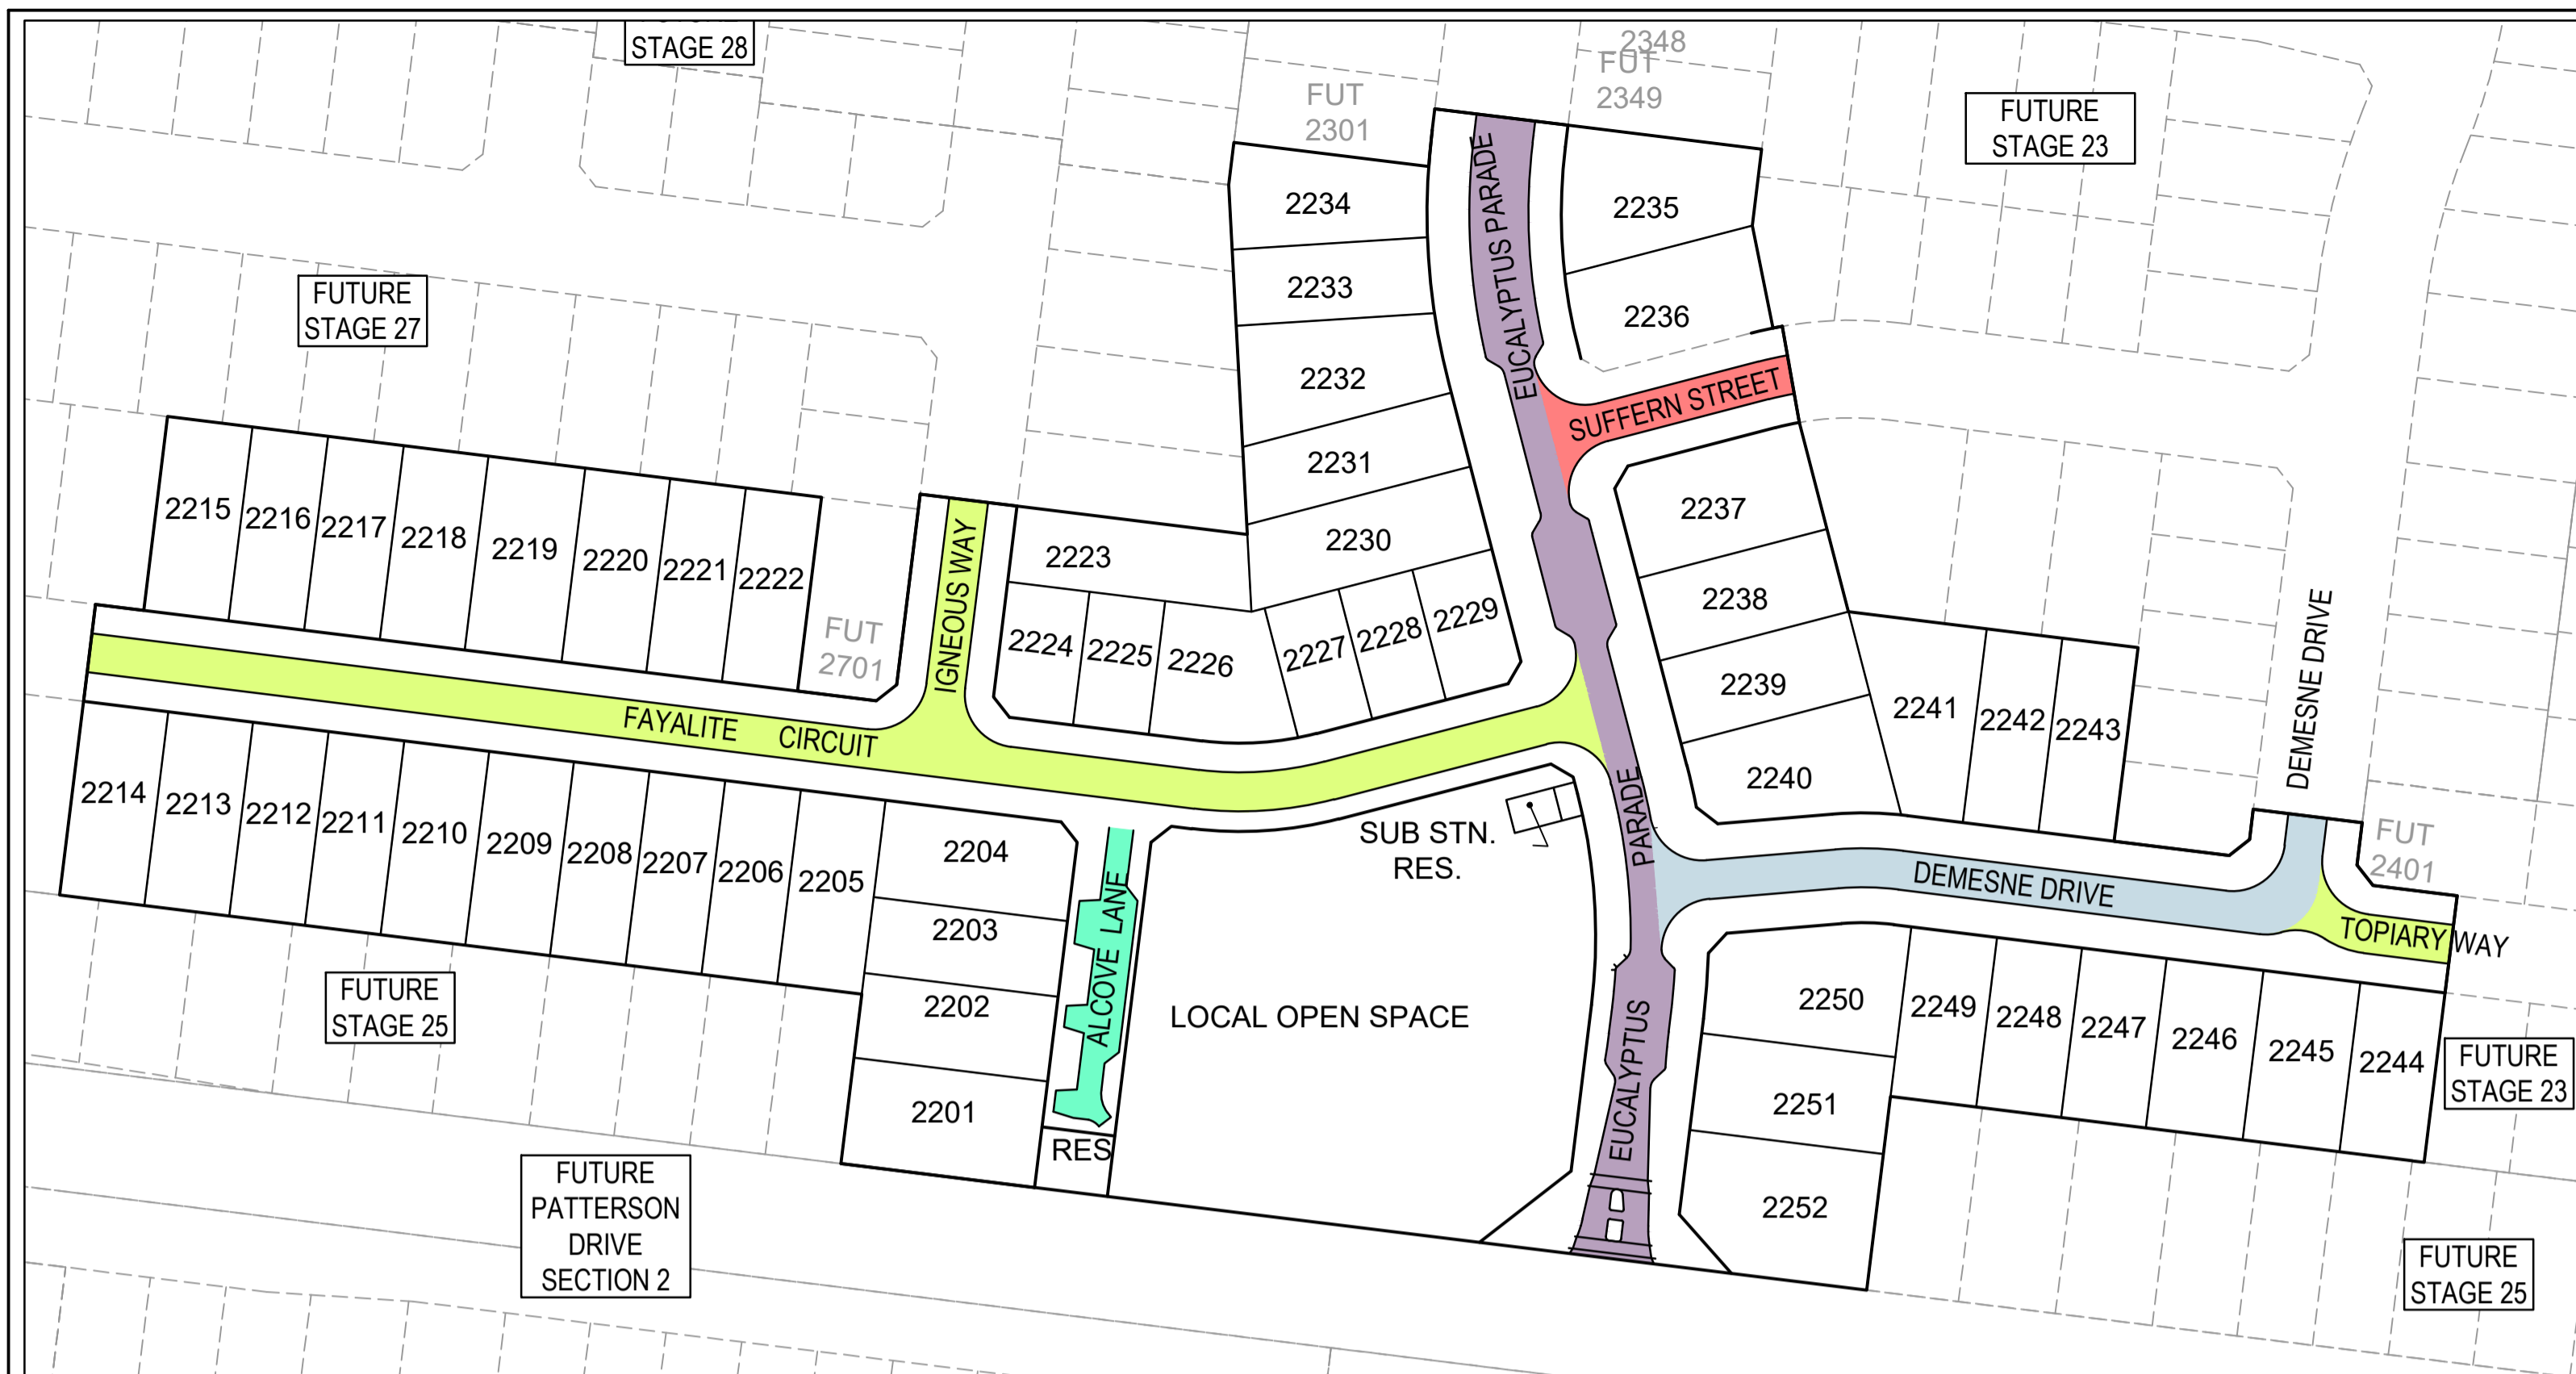 STAGE 28
2348
FUT
2349
FUT
2301
FUTURE
STAGE 23
EUCALYPTUS PARADE
2234
2235
2233
2236
FUTURE
STAGE 27
2232
SUFFERN STREET
2231
2230
2237
2238
2239
2240
2215
2216
2217
2218
2219
2220
2221
2222
FUT
2701
IGNEOUS WAY
2223
2224
2225
2226
2227
2228
2229
2241
2242
2243
DEMESNE DRIVE
FAYALITE CIRCUIT
2214
2213
2212
2211
2210
2209
2208
2207
2206
2205
2204
2203
2202
2201
ALCOVE LANE
RES
SUB STN.
RES.
LOCAL OPEN SPACE
EUCALYPTUS PARADE
DEMESNE DRIVE
FUT
2401
TOPIARY WAY
2250
2249
2248
2247
2246
2245
2244
2251
2252
FUTURE
STAGE 25
FUTURE
STAGE 23
FUTURE
PATTERSON
DRIVE
SECTION 2
FUTURE
STAGE 25